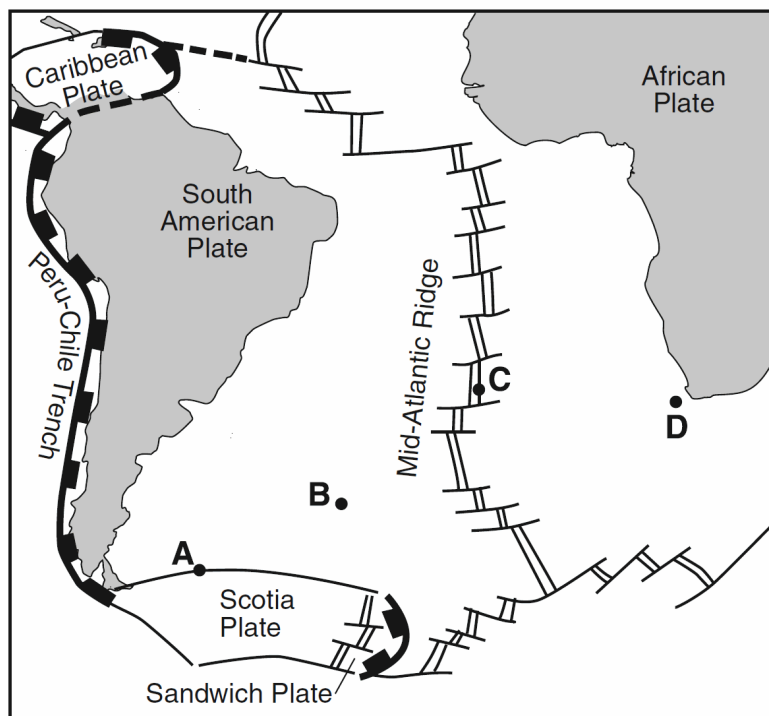 Caribbean
Plate
African
Plate
South
American
Plate
Peru-Chile Trench
Mid-Atlantic Ridge
C
D
B
A
Scotia
Plate
Sandwich Plate